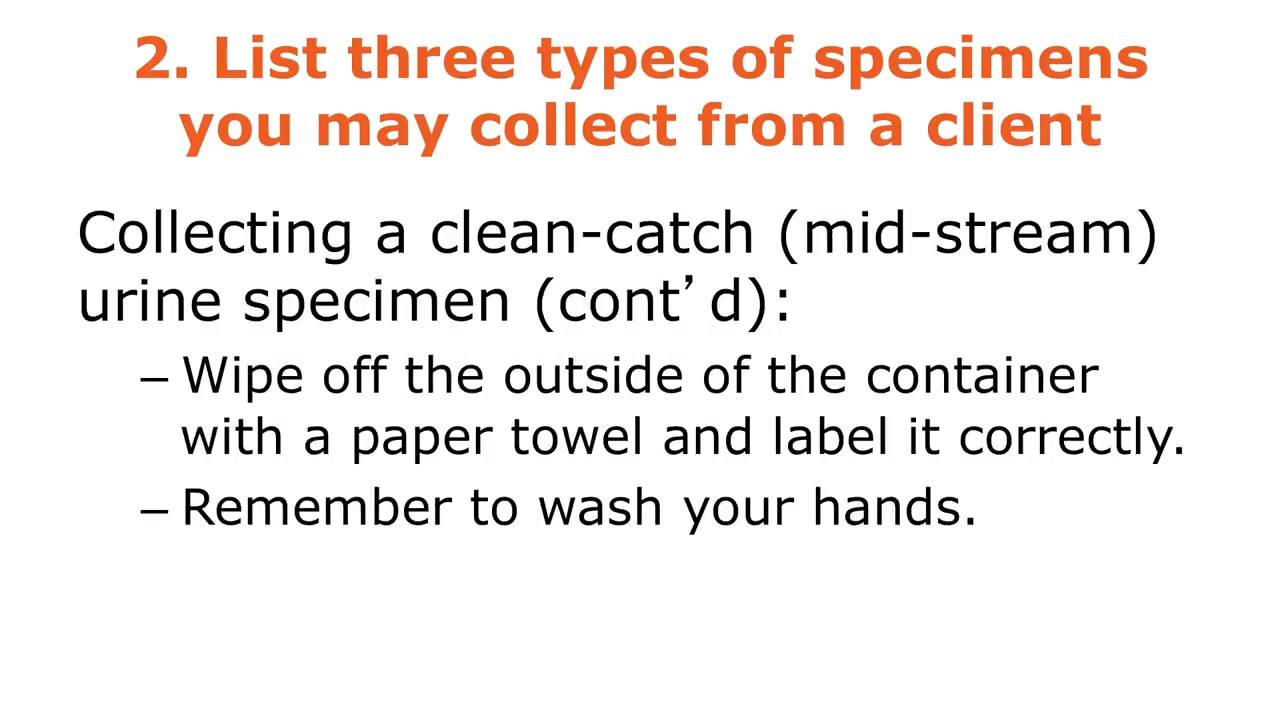 2. List three types of specimens
you may collect from a client
Collecting a clean-catch (mid-stream)
urine specimen (cont’d):
– Wipe off the outside of the container
with a paper towel and label it correctly.
– Remember to wash your hands.